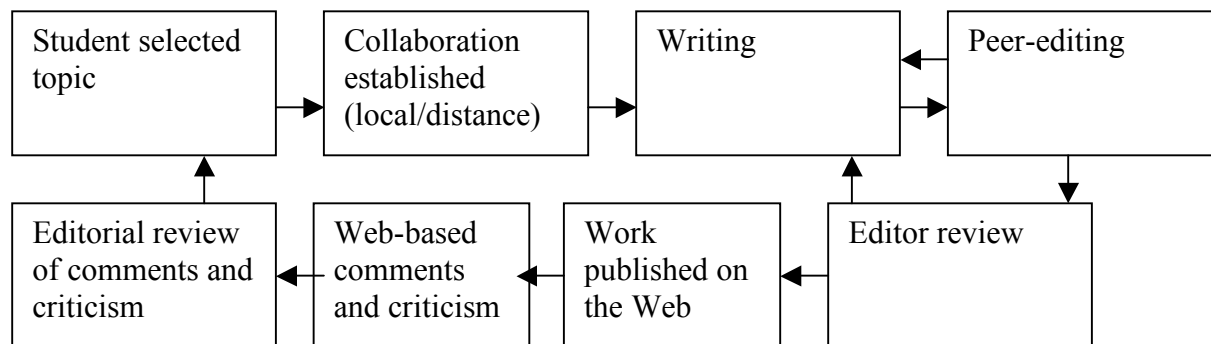 Student selected
topic
Collaboration
established
(local/distance)
Writing
Peer-editing
Editorial review
of comments and
criticism
Web-based
comments
and criticism
Work
published on
the Web
Editor review